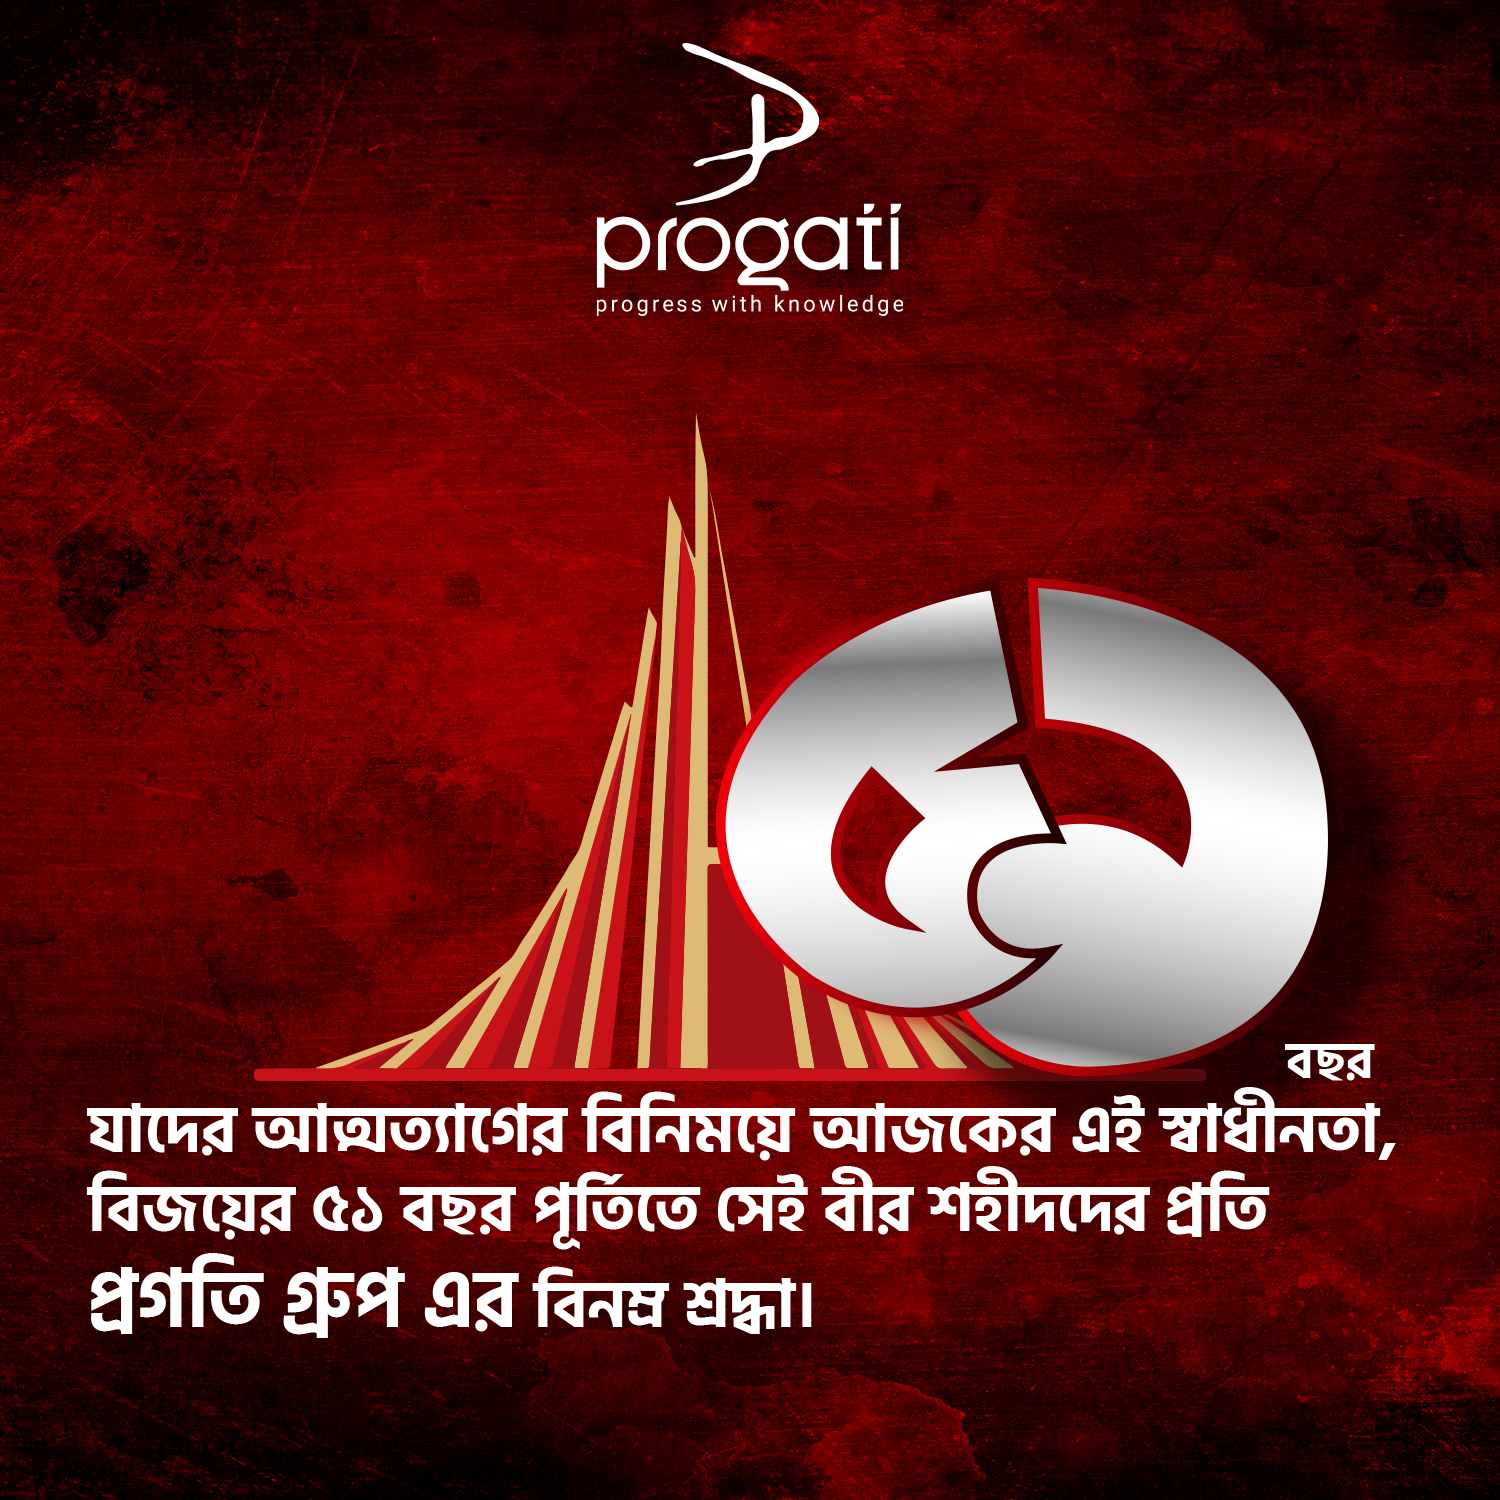 progati
progress with knowledge
৫১
বছর
যাদের আত্মত্যাগের বিনিময়ে আজকের এই স্বাধীনতা,
বিজয়ের ৫১ বছর পূর্তিতে সেই বীর শহীদদের প্রতি
প্রগতি গ্রুপ এর বিনম্র শ্রদ্ধা।